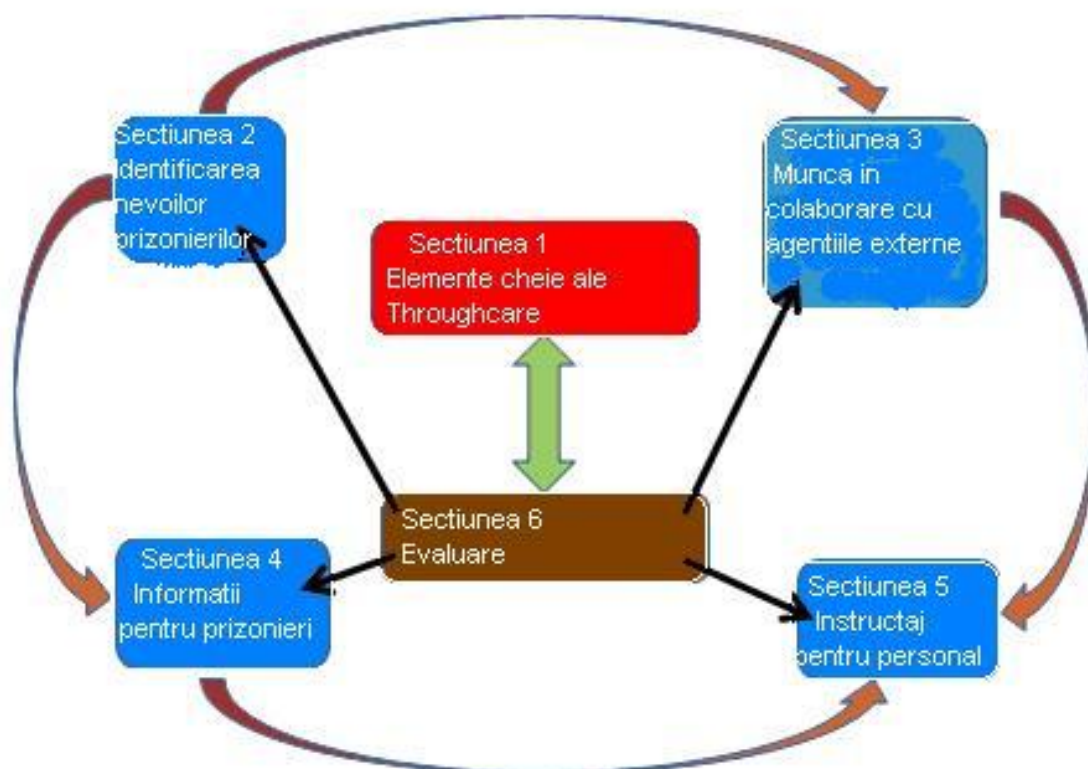 Sectiunea 2
Identificarea
nevoilor
prizonierilor
Sectiunea 3
Munca in
colaborare cu
agentiile externe
Sectiunea 1
Elemente cheie ale
Throughcare
Sectiunea 6
Evaluare
Sectiunea 4
Informatii
pentru prizonieri
Sectiunea 5
Instructaj
pentru personal